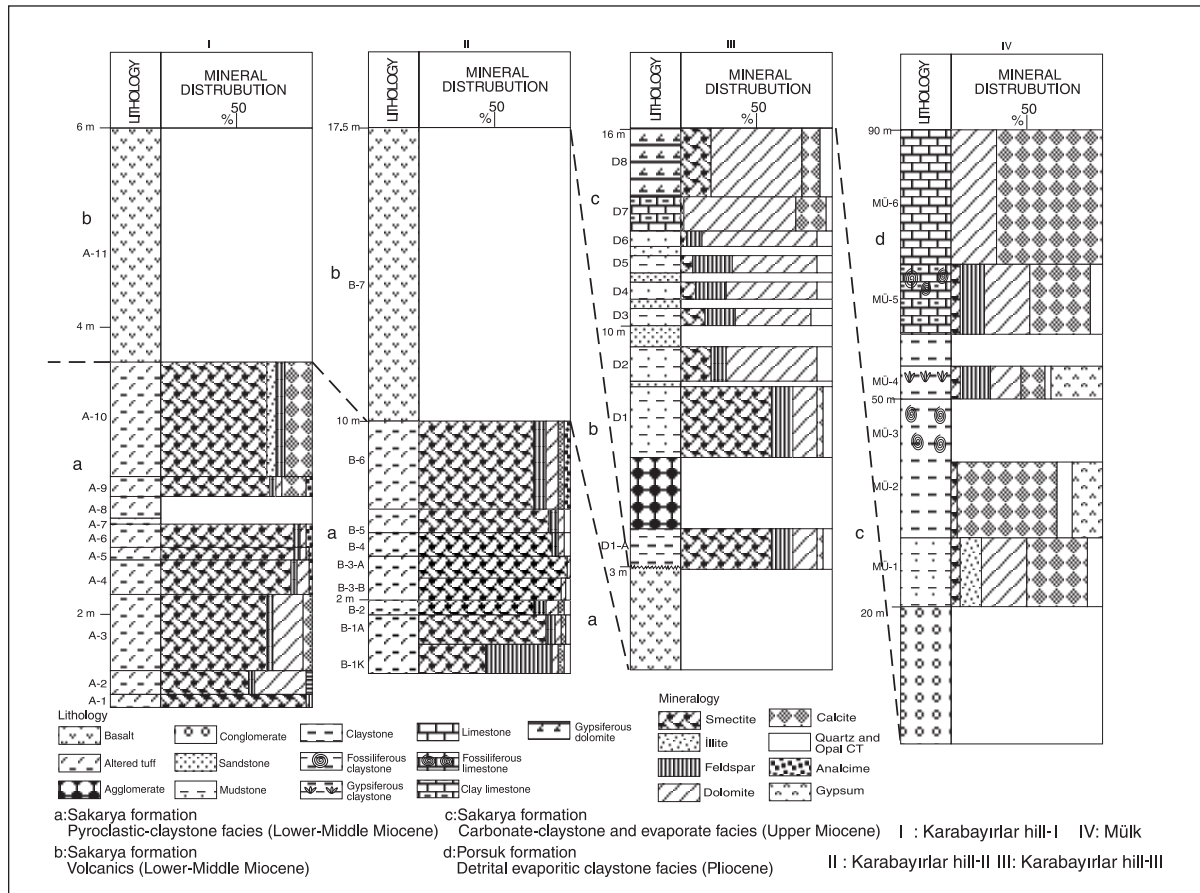 I
II
III
IV
LITHOLOGY
MINERAL
DISTRUBUTION
50
%
LITHOLOGY
MINERAL
DISTRUBUTION
50
%
LITHOLOGY
MINERAL
DISTRUBUTION
50
%
LITHOLOGY
MINERAL
DISTRUBUTION
50
%
6 m
b
A-11
4 m
A-10
a
A-9
A-8
A-7
A-6
A-5
A-4
2 m
A-3
A-2
A-1
17.5 m
b
B-7
10 m
B-6
a
B-5
B-4
B-3-A
B-3-B
2 m
B-2
B-1A
B-1K
16 m
D8
c
D7
D6
D5
D4
D3
10 m
D2
D1
b
D1-A
3 m
a
90 m
MÜ-6
d
MÜ-5
MÜ-4
50 m
MÜ-3
MÜ-2
c
MÜ-1
20 m
Lithology
Basalt
Conglomerate
Claystone
Limestone
Gypsiferous
dolomite
Altered tuff
Sandstone
Fossiliferous
claystone
Fossiliferous
limestone
Agglomerate
Mudstone
Gypsiferous
claystone
Clay limestone
Mineralogy
Smectite
Calcite
İllite
Quartz and
Opal CT
Feldspar
Analcime
Dolomite
Gypsum
a:Sakarya formation
Pyroclastic-claystone facies (Lower-Middle Miocene)
b:Sakarya formation
Volcanics (Lower-Middle Miocene)
c:Sakarya formation
Carbonate-claystone and evaporate facies (Upper Miocene)
d:Porsuk formation
Detrital evaporitic claystone facies (Pliocene)
I : Karabayırlar hill-I IV: Mülk
II : Karabayırlar hill-II III: Karabayırlar hill-III